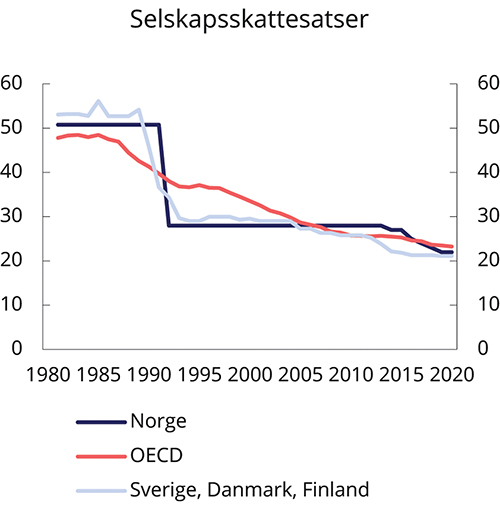 Selskapsskattesatser
60 60
50 50
40 40
30 30
20 20
10 10
0 0
1980 1985 1990 1995 2000 2005 2010 2015 2020
Norge
OECD
Sverige, Danmark, Finland